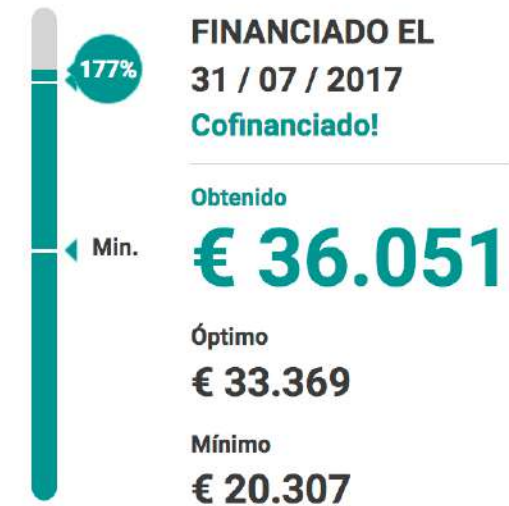 177%
Min.
FINANCIADO EL
31 / 07 / 2017
Cofinanciado!
Obtenido
€ 36.051
Óptimo
€ 33.369
Mínimo
€ 20.307